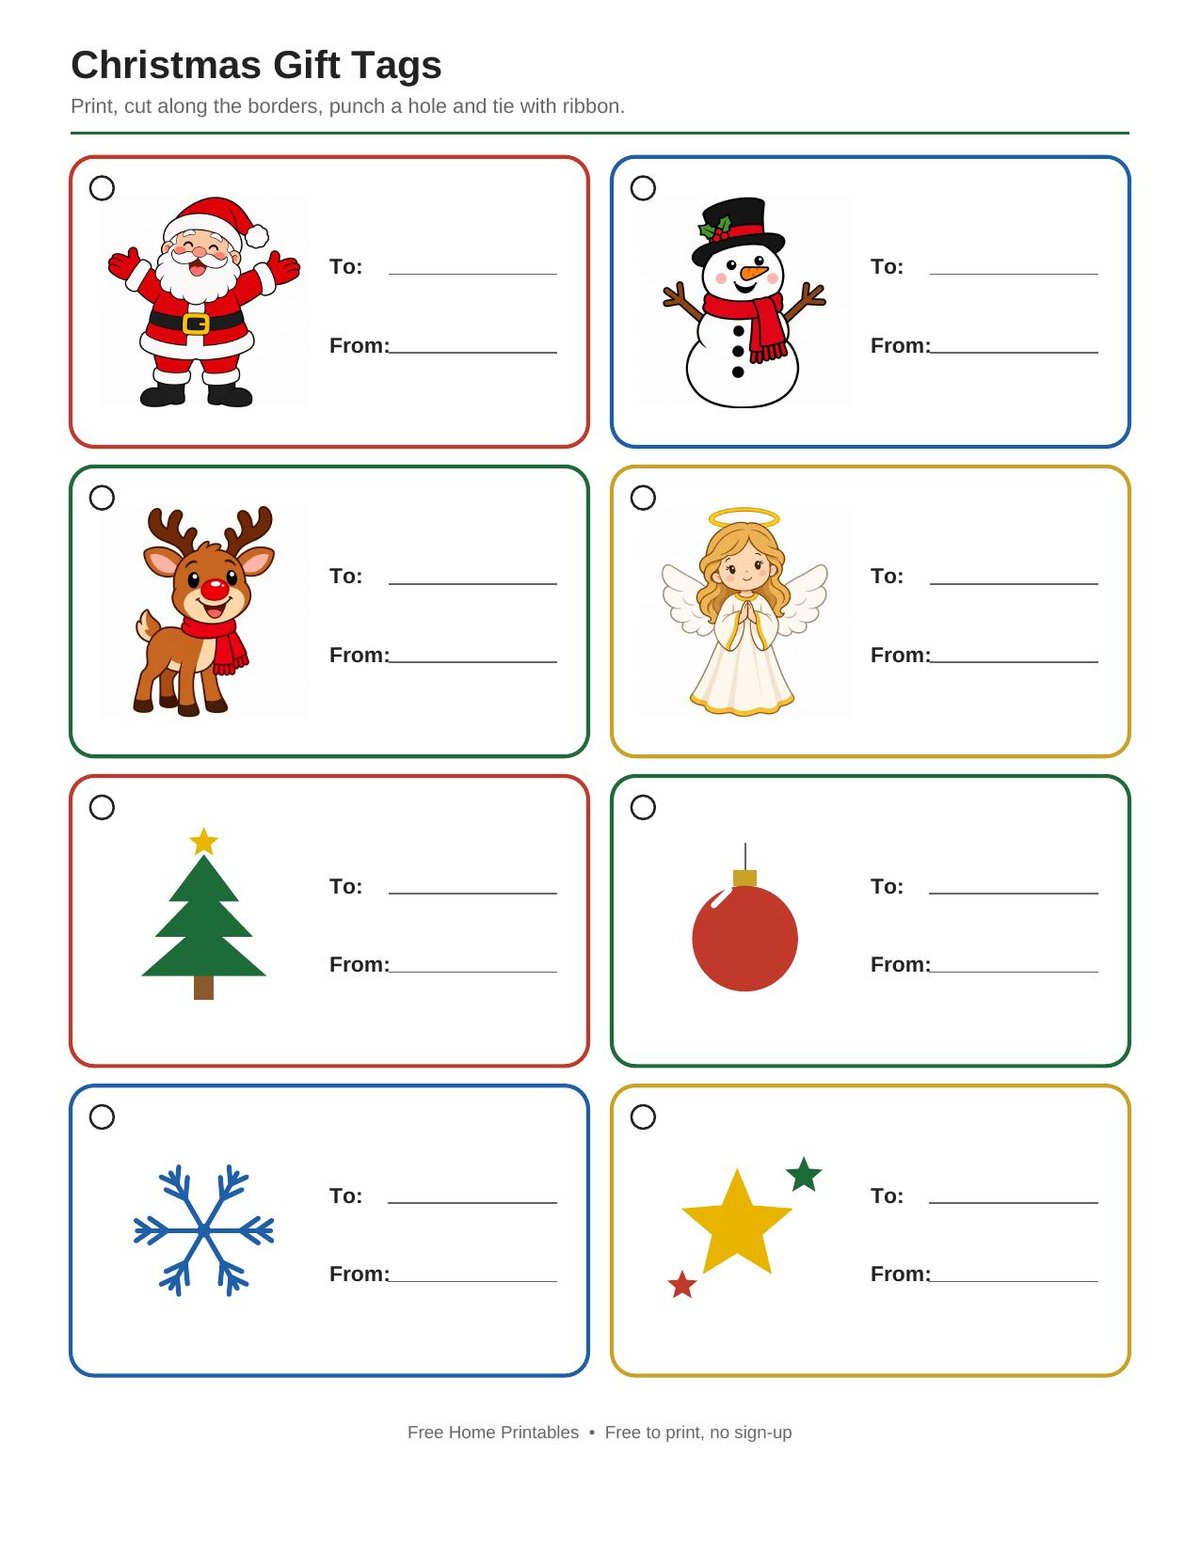 Christmas Gift Tags
Print, cut along the borders, punch a hole and tie with ribbon.
To:
From:
To:
From:
To:
From:
To:
From:
To:
From:
To:
From:
To:
From:
To:
From:
Free Home Printables • Free to print, no sign-up